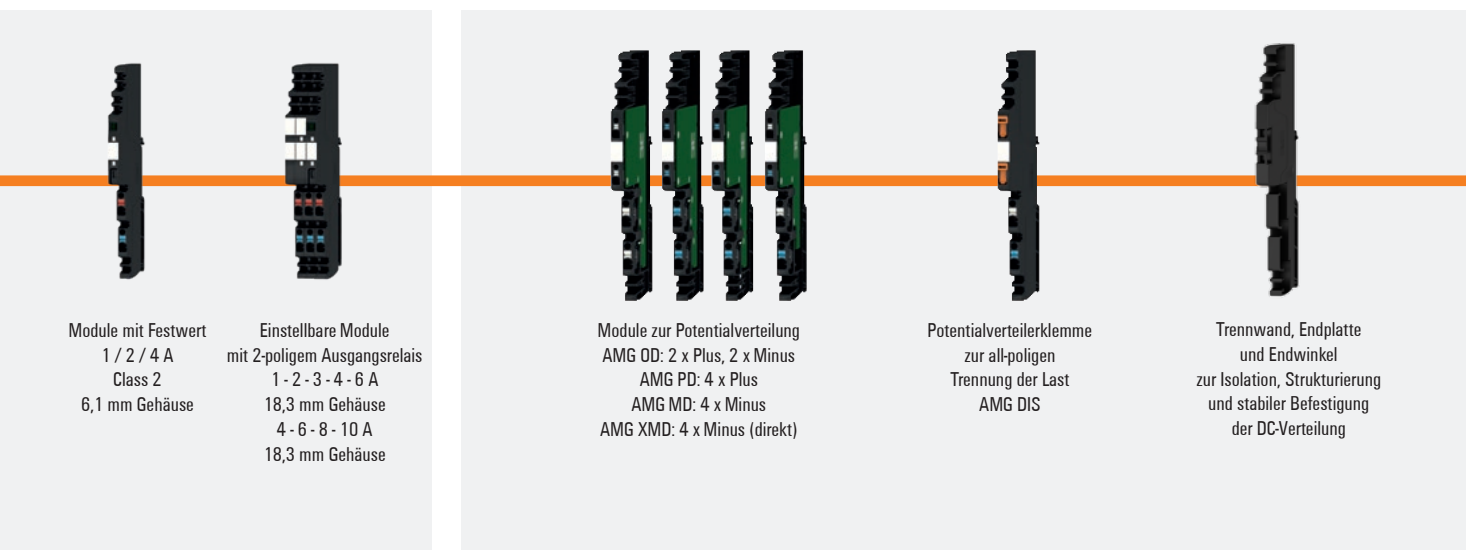 Module mit Festwert
1 / 2 / 4 A
Class 2
6,1 mm Gehäuse
Einstellbare Module
mit 2-poligem Ausgangsrelais
1 - 2 - 3 - 4 - 6 A
18,3 mm Gehäuse
4 - 6 - 8 - 10 A
18,3 mm Gehäuse
Module zur Potentialverteilung
AMG OD: 2 x Plus, 2 x Minus
AMG PD: 4 x Plus
AMG MD: 4 x Minus
AMG XMD: 4 x Minus (direkt)
Potentialverteilerklemme
zur all-poligen
Trennung der Last
AMG DIS
Trennwand, Endplatte
und Endwinkel
zur Isolation, Strukturierung
und stabiler Befestigung
der DC-Verteilung